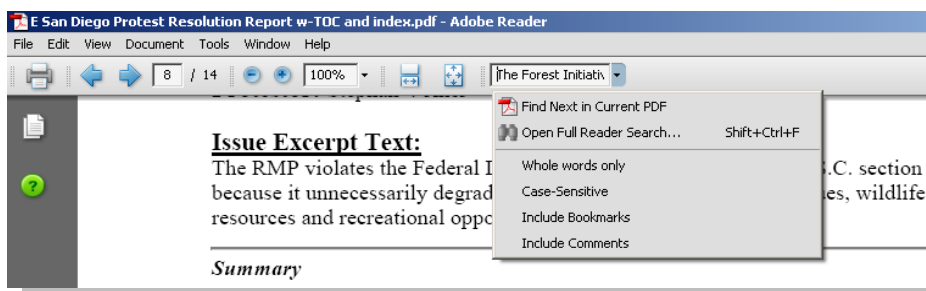 E San Diego Protest Resolution Report w-TOC and index.pdf - Adobe Reader
File Edit View Document Tools Window Help
8 / 14 100% The Forest Initiativ
Find Next in Current PDF
Open Full Reader Search... Shift+Ctrl+F
Whole words only
Case-Sensitive
Include Bookmarks
Include Comments
Issue Excerpt Text:
The RMP violates the Federal .C. section
because it unnecessarily degrad es, wildlife
resources and recreational oppo
Summary